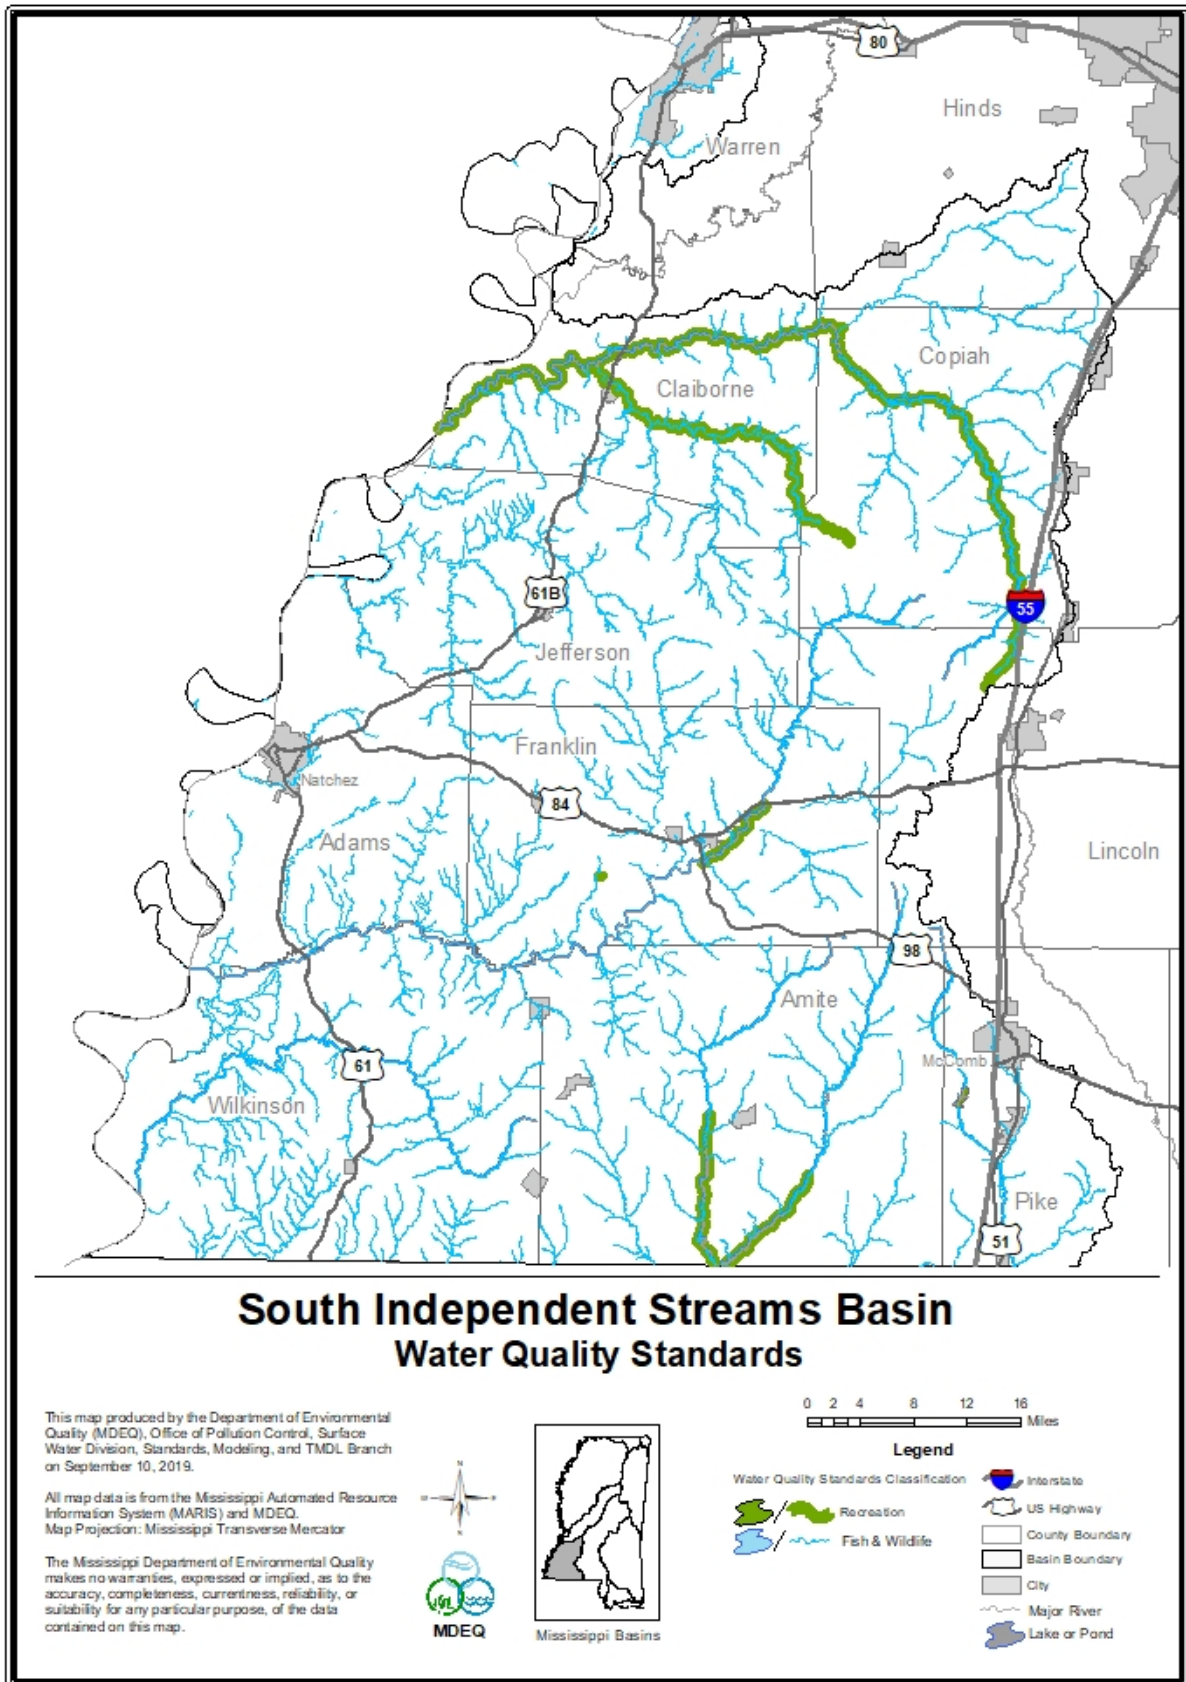 80
Hinds
Warren
Copiah
Claiborne
61B
55
Jefferson
Franklin
Natchez
84
Adams
Lincoln
98
Amite
McComb
61
Wilkinson
Pike
51
South Independent Streams Basin
Water Quality Standards
This map produced by the Department of Environmental
Quality (MDEQ), Office of Pollution Control, Surface
Water Division, Standards, Modeling, and TMDL Branch
on September 10, 2019.
All map data is from the Mississippi Automated Resource
Information System (MARIS) and MDEQ.
Map Projection: Mississippi Transverse Mercator
The Mississippi Department of Environmental Quality
makes no warranties, expressed or implied, as to the
accuracy, completeness, currentness, reliability, or
suitability for any particular purpose, of the data
contained on this map.
N
MDEQ
Mississippi Basins
0 2 4 8 12 16
Miles
Legend
Water Quality Standards Classification
Recreation
Fish & Wildlife
Interstate
US Highway
County Boundary
Basin Boundary
City
Major River
Lake or Pond